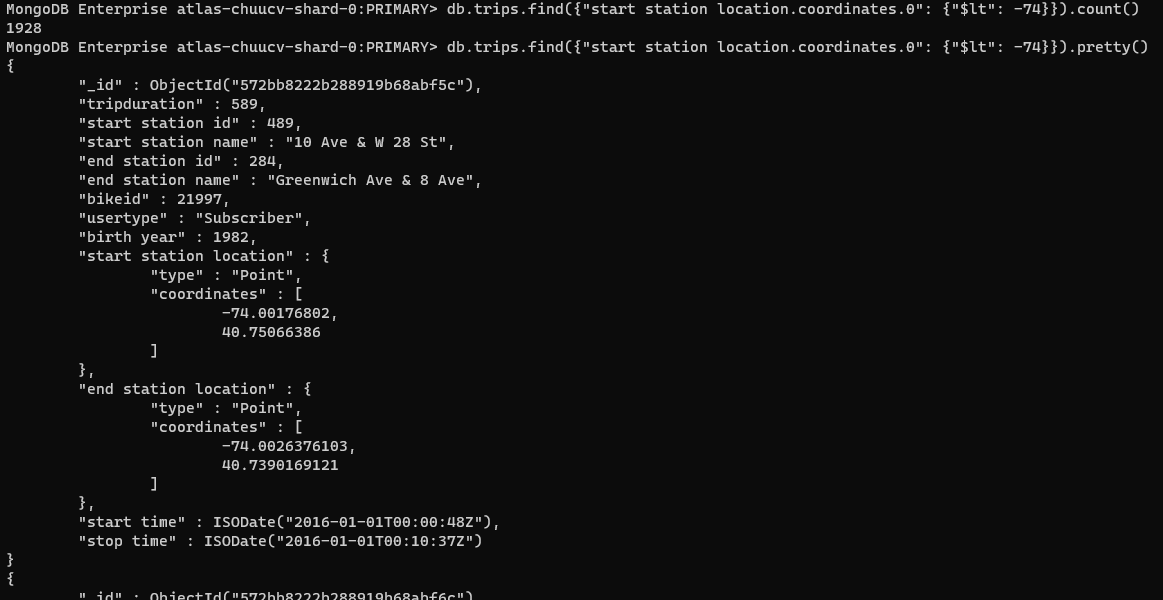 MongoDB Enterprise atlas-chuucv-shard-0:PRIMARY> db.trips.find({"start station location.coordinates.0": {"$lt": -74}}).count()
1928
MongoDB Enterprise atlas-chuucv-shard-0:PRIMARY> db.trips.find({"start station location.coordinates.0": {"$lt": -74}}).pretty()
{
        "_id" : ObjectId("572bb8222b288919b68abf5c"),
        "tripduration" : 589,
        "start station id" : 489,
        "start station name" : "10 Ave & W 28 St",
        "end station id" : 284,
        "end station name" : "Greenwich Ave & 8 Ave",
        "bikeid" : 21997,
        "usertype" : "Subscriber",
        "birth year" : 1982,
        "start station location" : {
                "type" : "Point",
                "coordinates" : [
                        -74.00176802,
                        40.75066386
                ]
        },
        "end station location" : {
                "type" : "Point",
                "coordinates" : [
                        -74.0026376103,
                        40.7390169121
                ]
        },
        "start time" : ISODate("2016-01-01T00:00:48Z"),
        "stop time" : ISODate("2016-01-01T00:10:37Z")
}
{
        "_id" : ObjectId("572bb8222b288919b68abf6c")